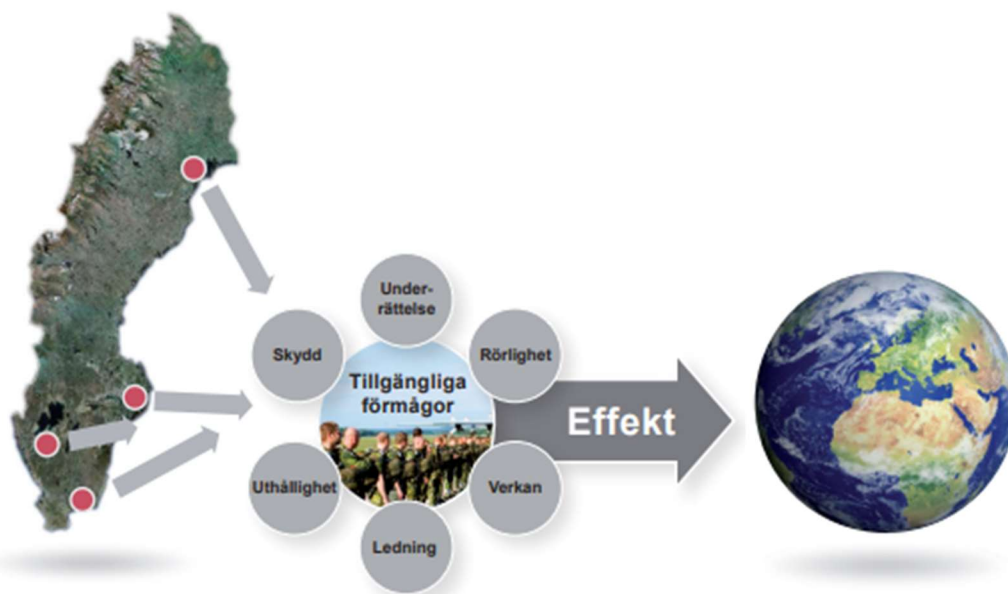 Under-
rättelse
Skydd
Rörlighet
Tillgängliga
förmågor
Effekt
Uthållighet
Verkan
Ledning